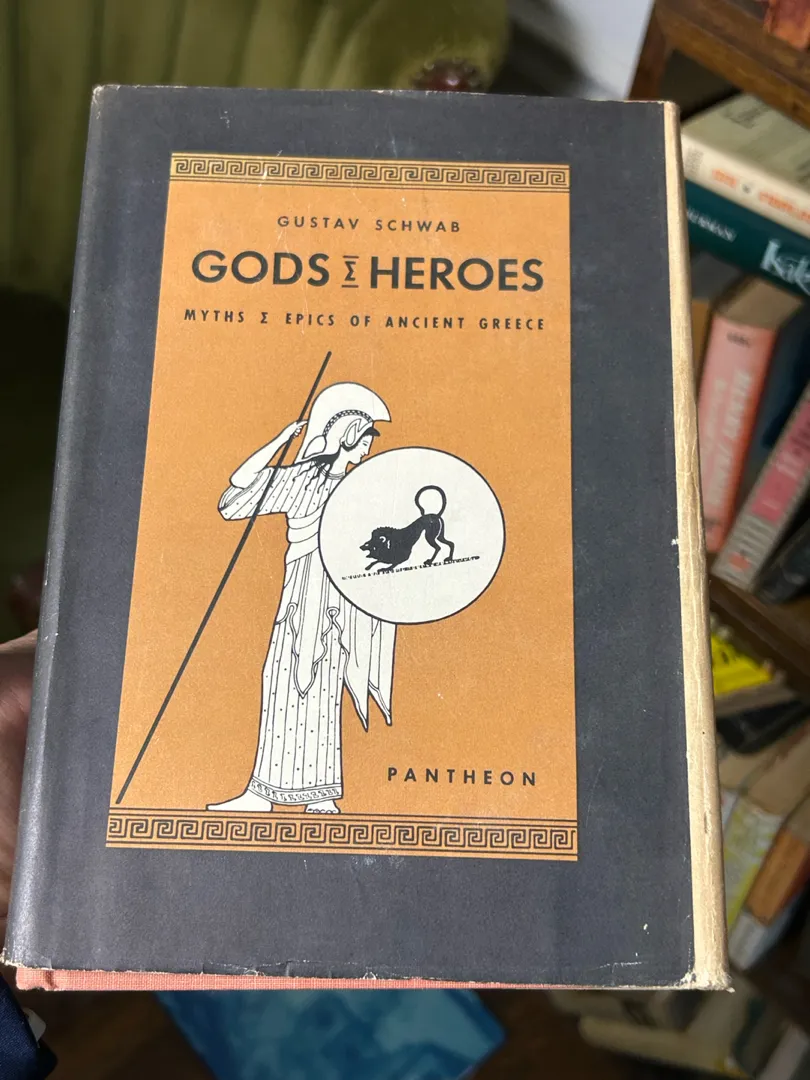 GUSTAV SCHWAB
GODS Σ HEROES
MYTHS Σ EPICS OF ANCIENT GREECE
PANTHEON